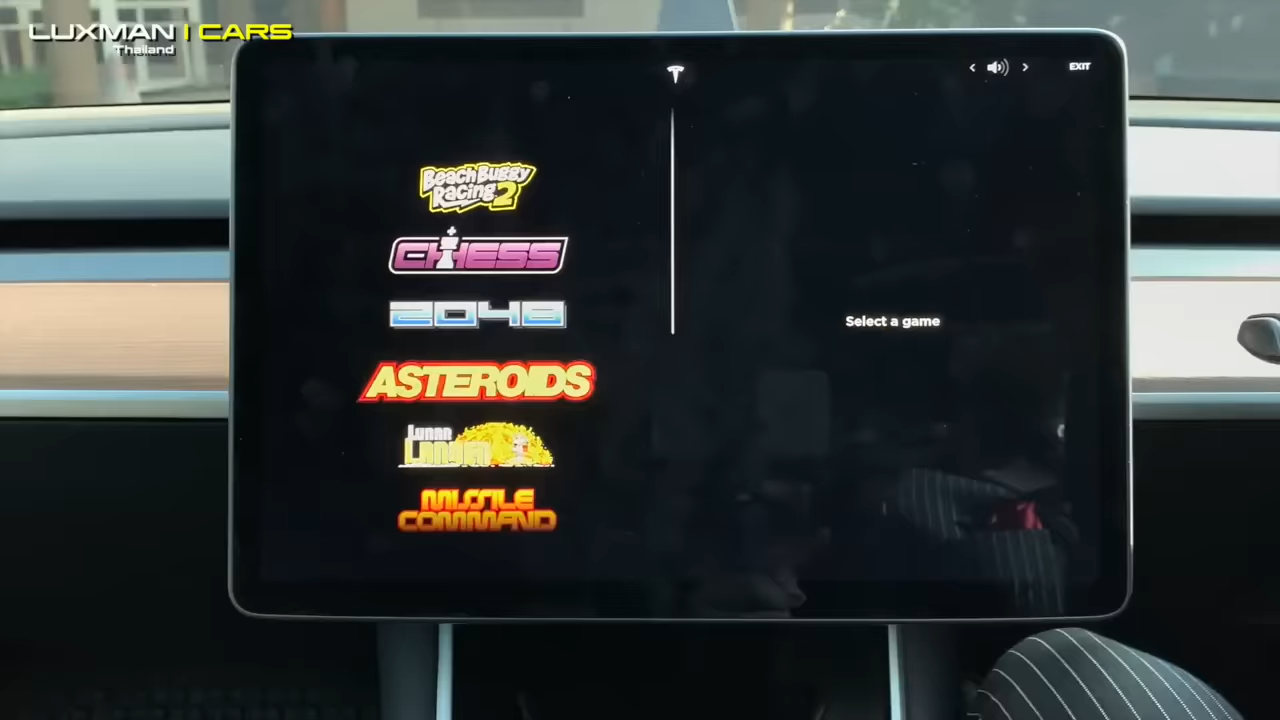 LUXMAN | CARS
Thailand
EXIT
Beach Buggy
Racing 2
CHESS
2048
ASTEROIDS
Lunar
Lander
MISSILE
COMMAND
Select a game